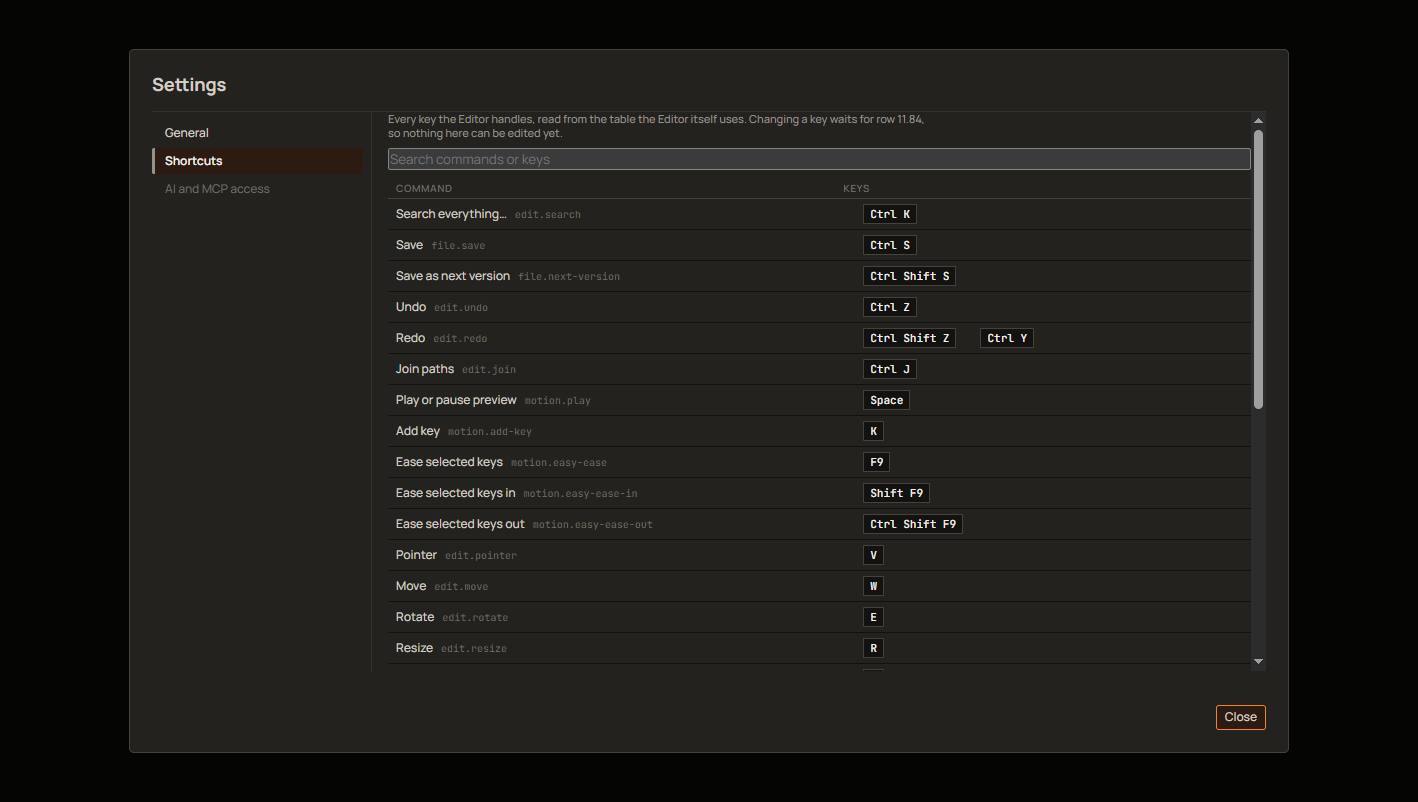 Settings
General
Shortcuts
AI and MCP access
Every key the Editor handles, read from the table the Editor itself uses. Changing a key waits for row 11.84,
so nothing here can be edited yet.
Search commands or keys
COMMAND KEYS
Search everything... edit.search Ctrl K
Save file.save Ctrl S
Save as next version file.next-version Ctrl Shift S
Undo edit.undo Ctrl Z
Redo edit.redo Ctrl Shift Z Ctrl Y
Join paths edit.join Ctrl J
Play or pause preview motion.play Space
Add key motion.add-key K
Ease selected keys motion.easy-ease F9
Ease selected keys in motion.easy-ease-in Shift F9
Ease selected keys out motion.easy-ease-out Ctrl Shift F9
Pointer edit.pointer V
Move edit.move W
Rotate edit.rotate E
Resize edit.resize R
Close